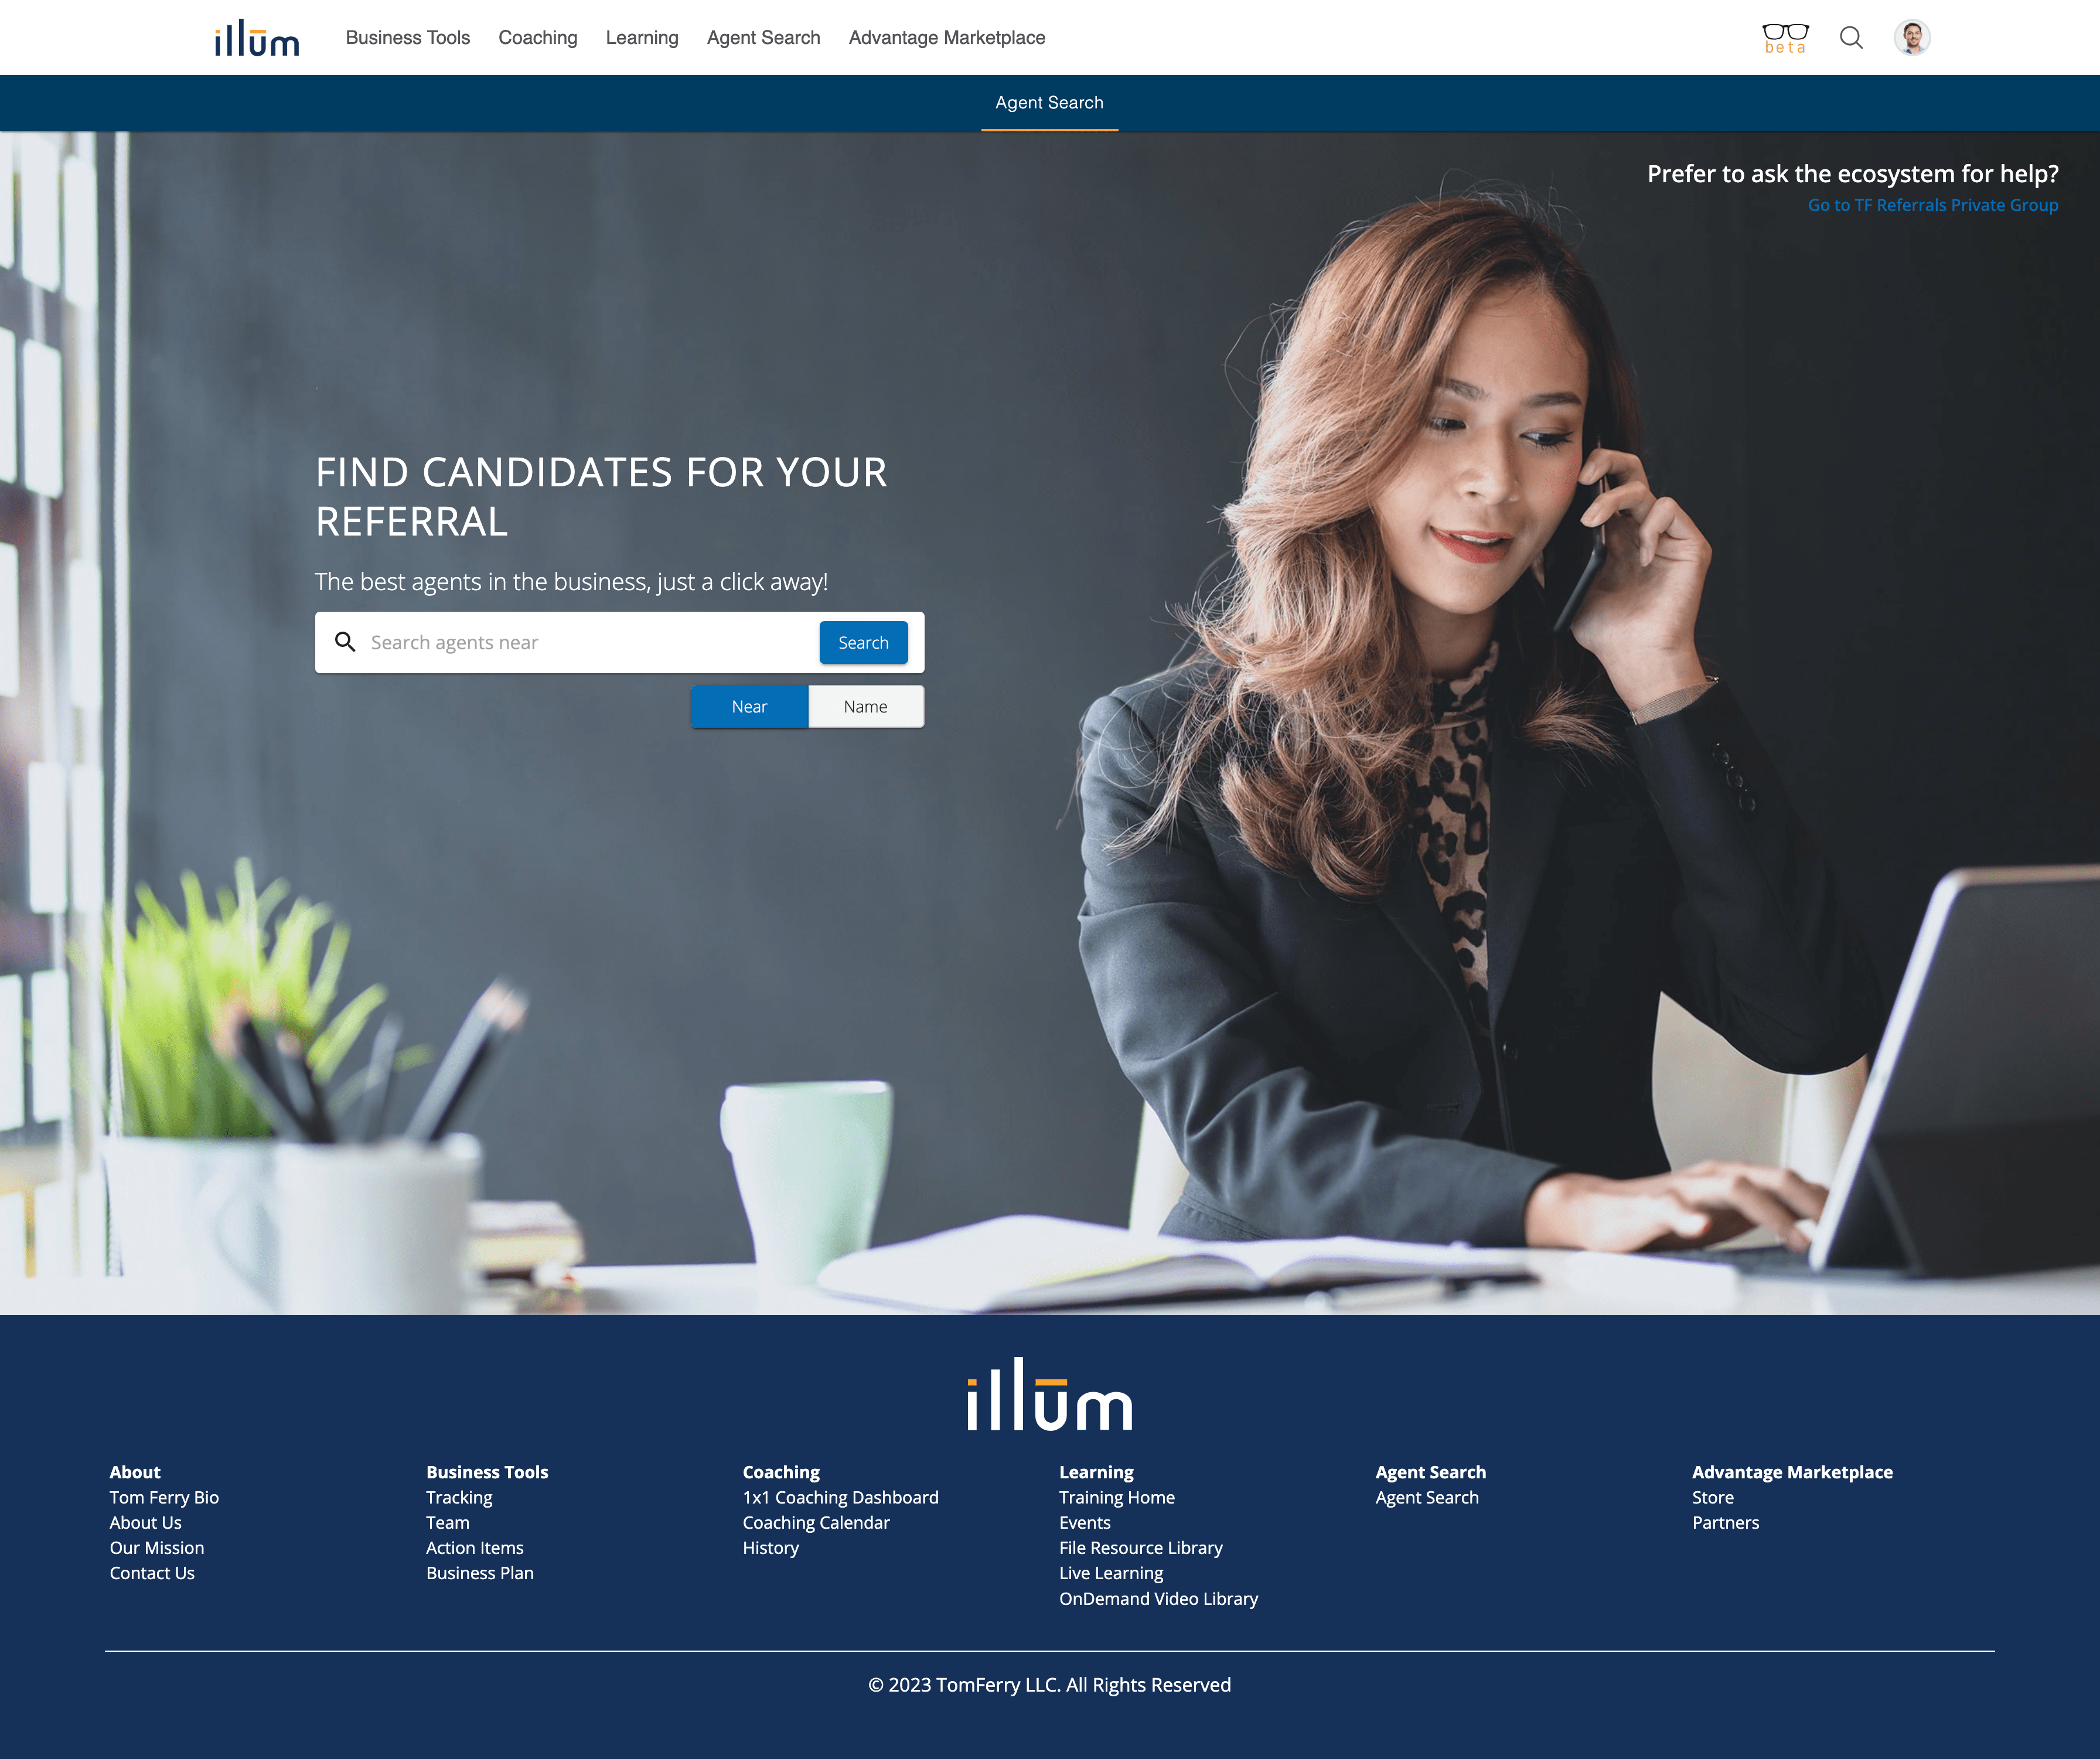 illūm
Business Tools
Coaching
Learning
Agent Search
Advantage Marketplace
beta
Agent Search
Prefer to ask the ecosystem for help?
Go to TF Referrals Private Group
FIND CANDIDATES FOR YOUR
REFERRAL
The best agents in the business, just a click away!
Search agents near
Search
Near
Name
illūm
About
Tom Ferry Bio
About Us
Our Mission
Contact Us
Business Tools
Tracking
Team
Action Items
Business Plan
Coaching
1x1 Coaching Dashboard
Coaching Calendar
History
Learning
Training Home
Events
File Resource Library
Live Learning
OnDemand Video Library
Agent Search
Agent Search
Advantage Marketplace
Store
Partners
© 2023 TomFerry LLC. All Rights Reserved